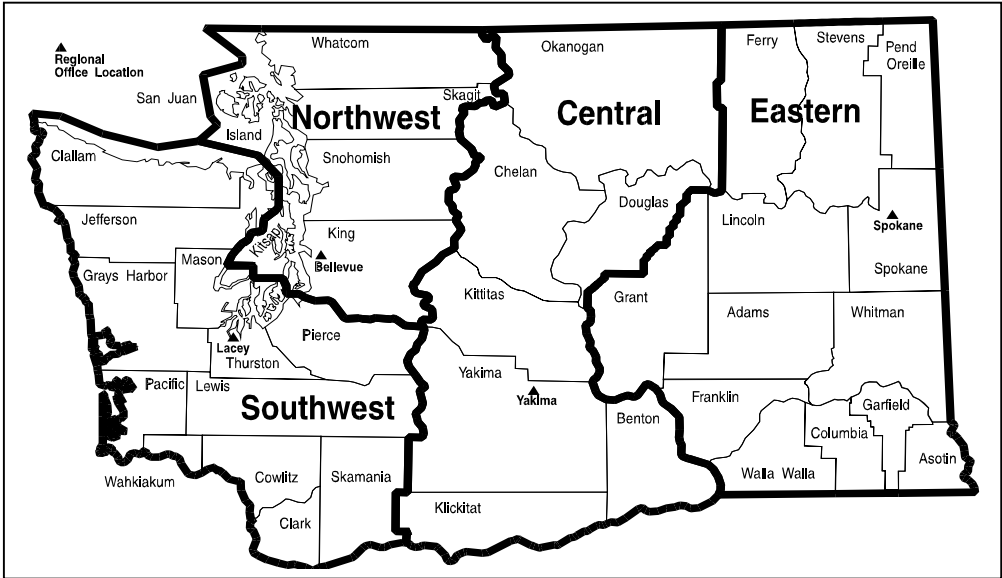 Regional
Office Location
San Juan
Whatcom
Skagit
Northwest
Island
Snohomish
King
Bellevue
Kitsap
Clallam
Jefferson
Mason
Grays Harbor
Lacey
Thurston
Pierce
Pacific
Lewis
Southwest
Wahkiakum
Cowlitz
Skamania
Clark
Okanogan
Central
Chelan
Douglas
Kittitas
Yakima
Yakima
Benton
Klickitat
Ferry
Stevens
Pend
Oreille
Eastern
Lincoln
Spokane
Spokane
Grant
Adams
Whitman
Franklin
Garfield
Columbia
Walla Walla
Asotin